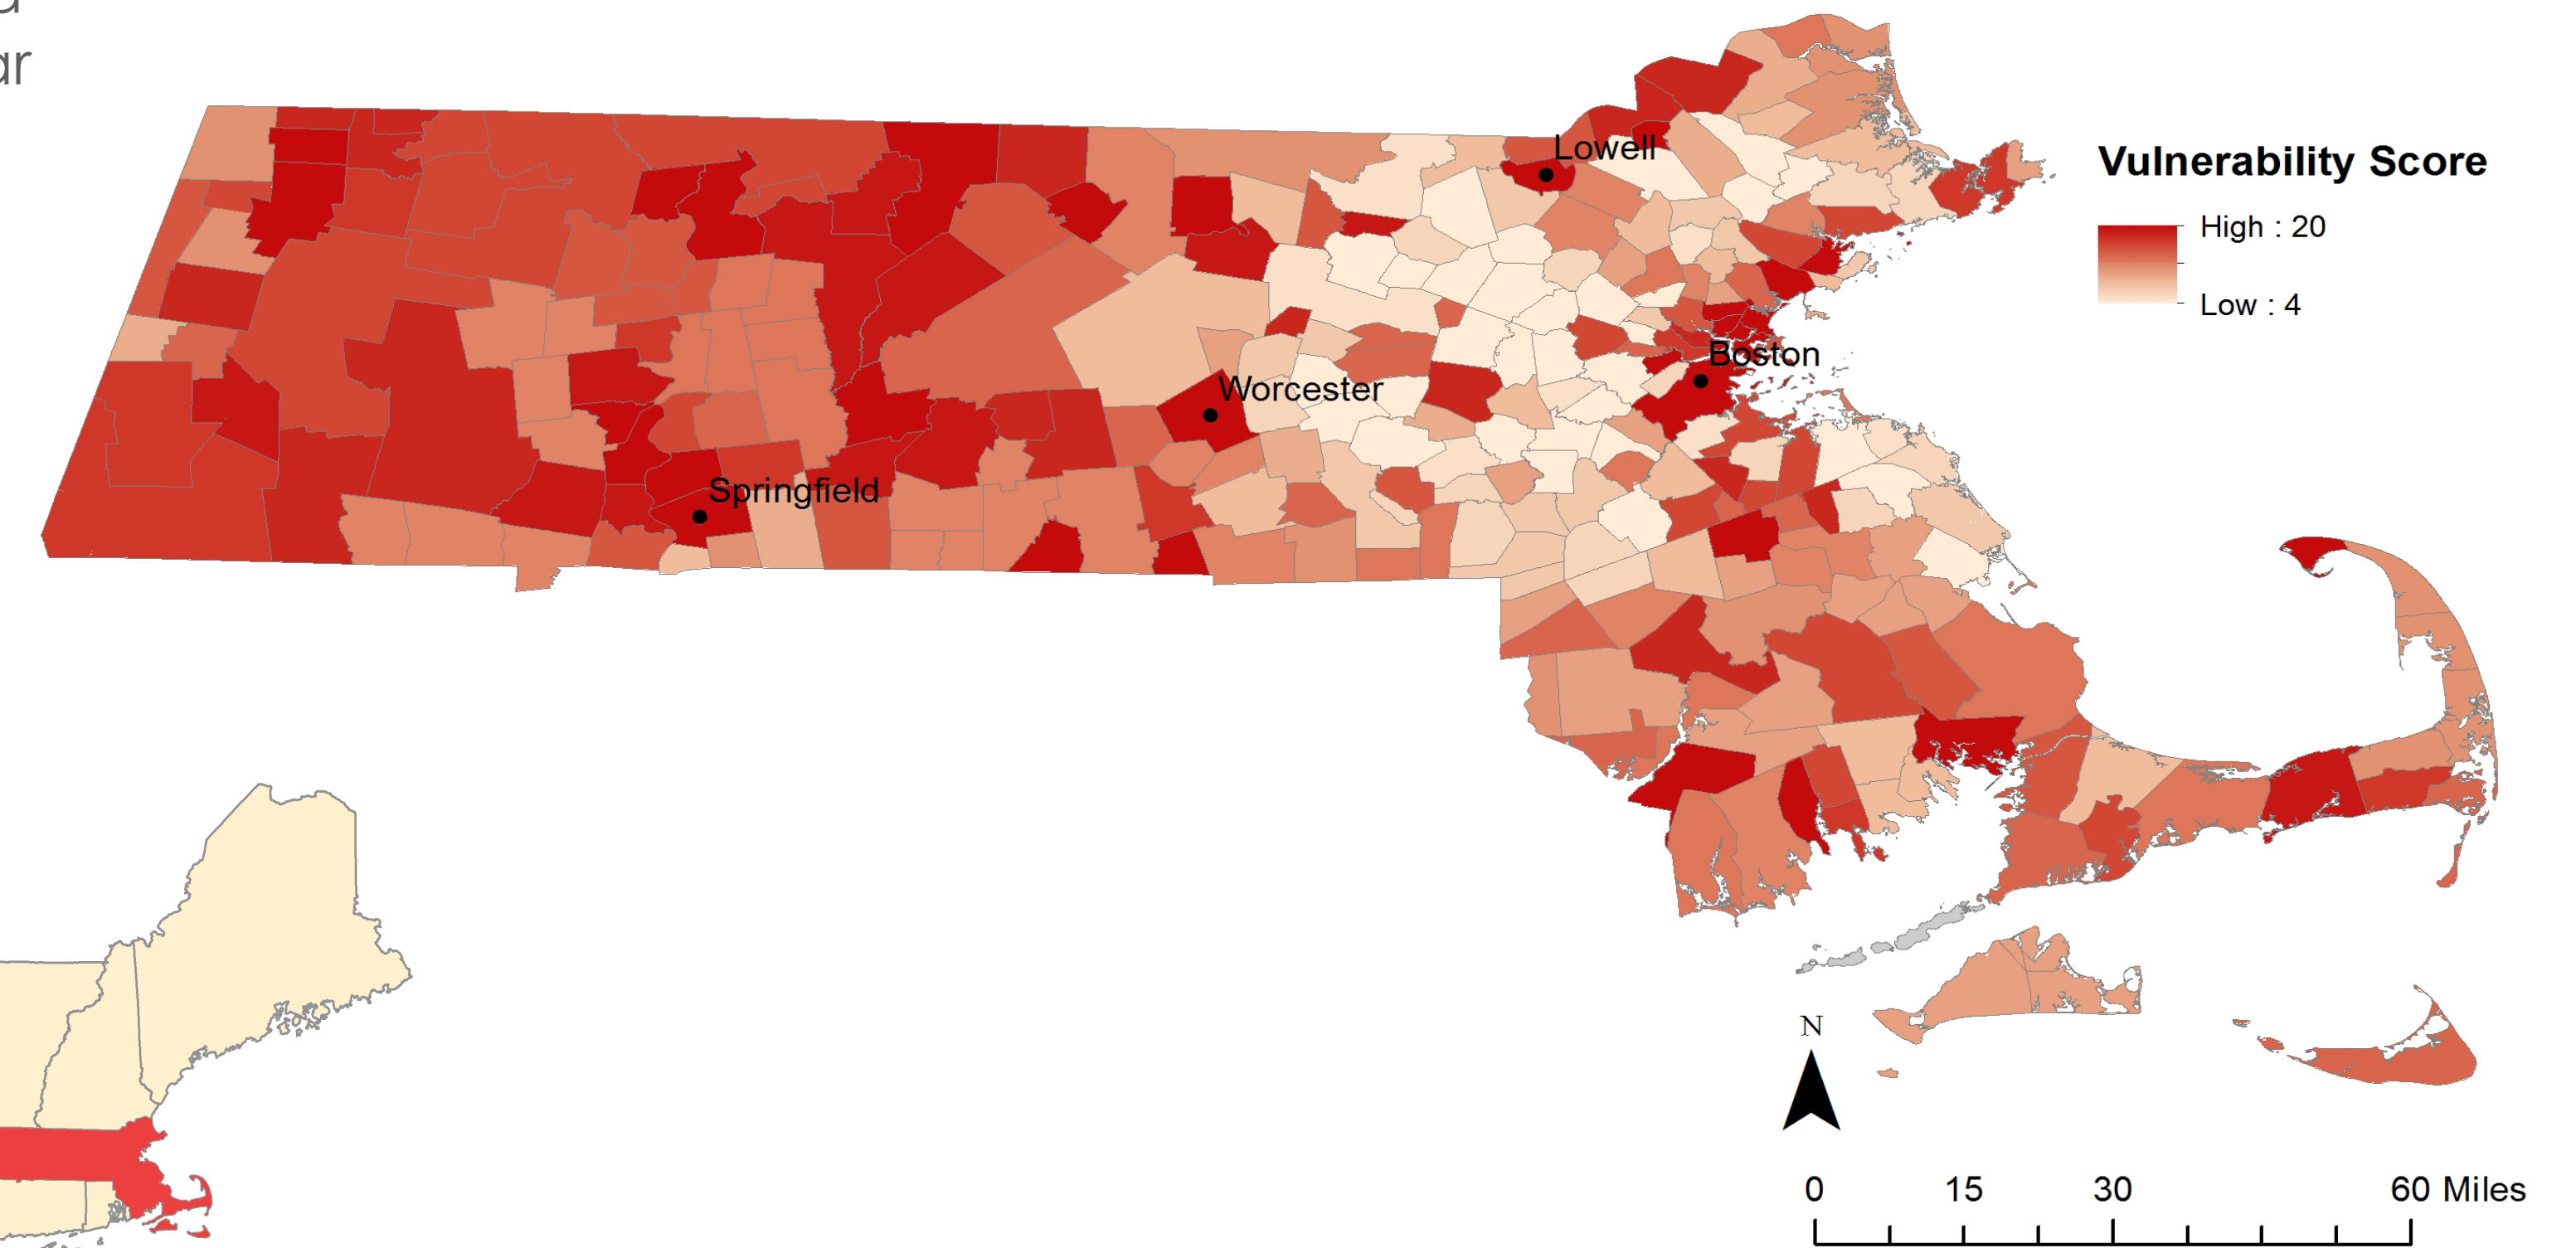 Lowell
Vulnerability Score
High : 20
Low : 4
Boston
Worcester
Springfield
N
0 15 30 60 Miles